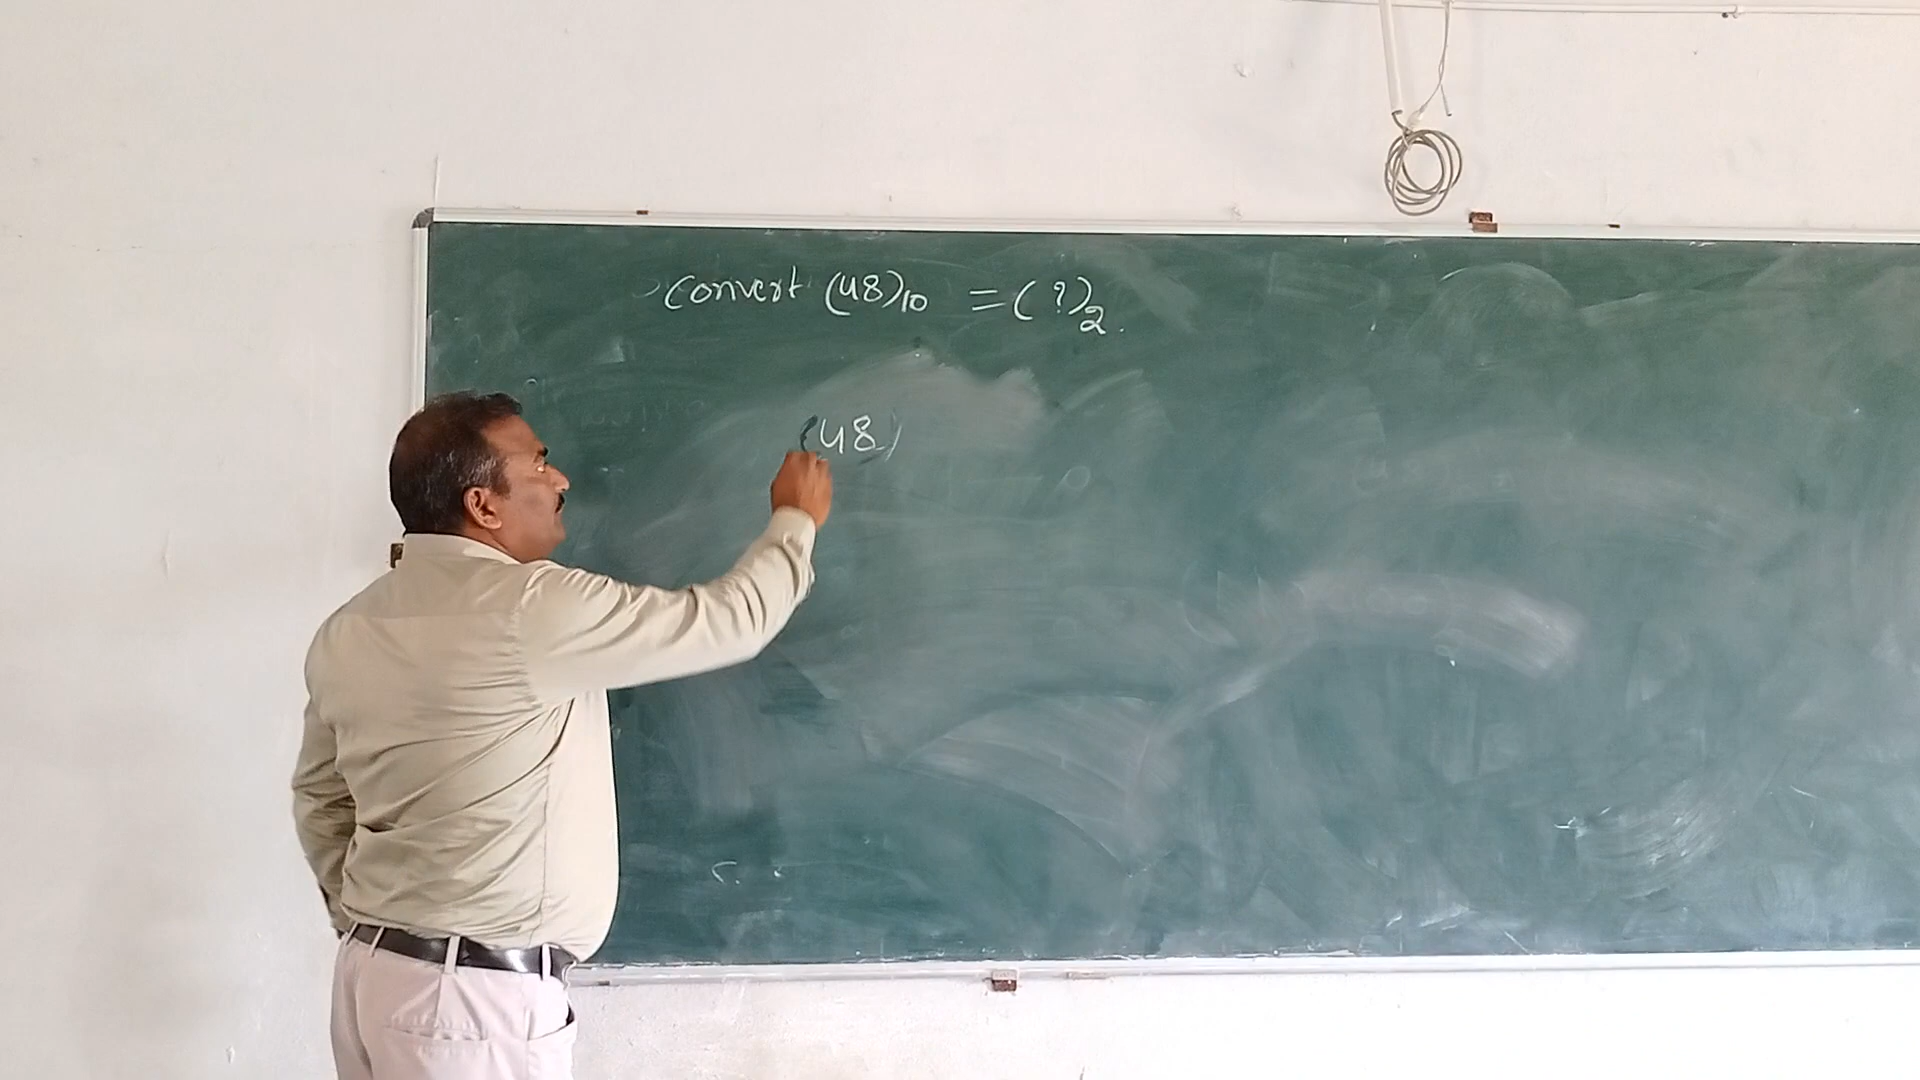 Convert (48)10 = (?)2.
(48)